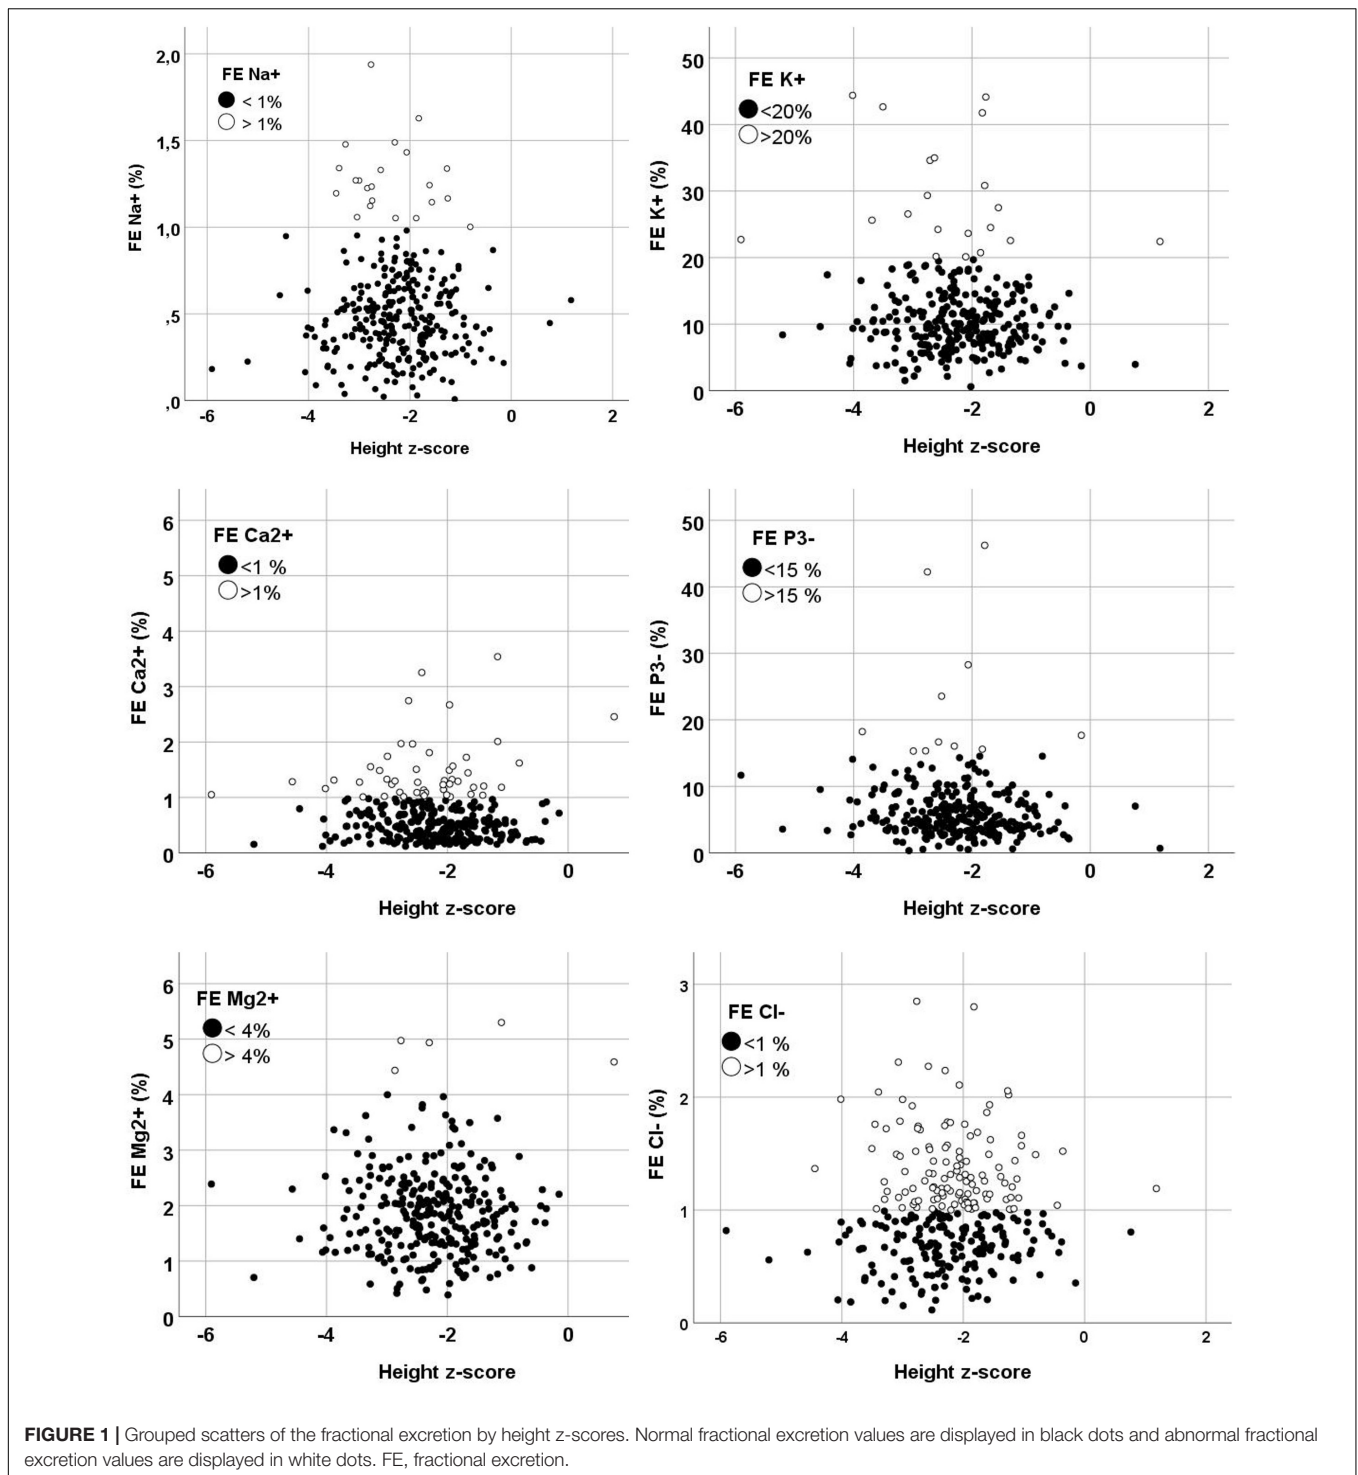 2,0
1,5
1,0
,5
,0
FE Na+
< 1%
> 1%
FE Na+ (%)
-6 -4 -2 0 2
Height z-score
50
40
30
20
10
0
FE K+
<20%
>20%
FE K+ (%)
-6 -4 -2 0 2
Height z-score
6
5
4
3
2
1
0
FE Ca2+
<1 %
>1%
FE Ca2+ (%)
-6 -4 -2 0
Height z-score
50
40
30
20
10
0
FE P3-
<15 %
>15 %
FE P3- (%)
-6 -4 -2 0 2
Height z-score
6
5
4
3
2
1
0
FE Mg2+
< 4%
> 4%
FE Mg2+ (%)
-6 -4 -2 0
Height z-score
3
2
1
0
FE Cl-
<1 %
>1 %
FE Cl- (%)
-6 -4 -2 0 2
Height z-score
FIGURE 1 | Grouped scatters of the fractional excretion by height z-scores. Normal fractional excretion values are displayed in black dots and abnormal fractional
excretion values are displayed in white dots. FE, fractional excretion.